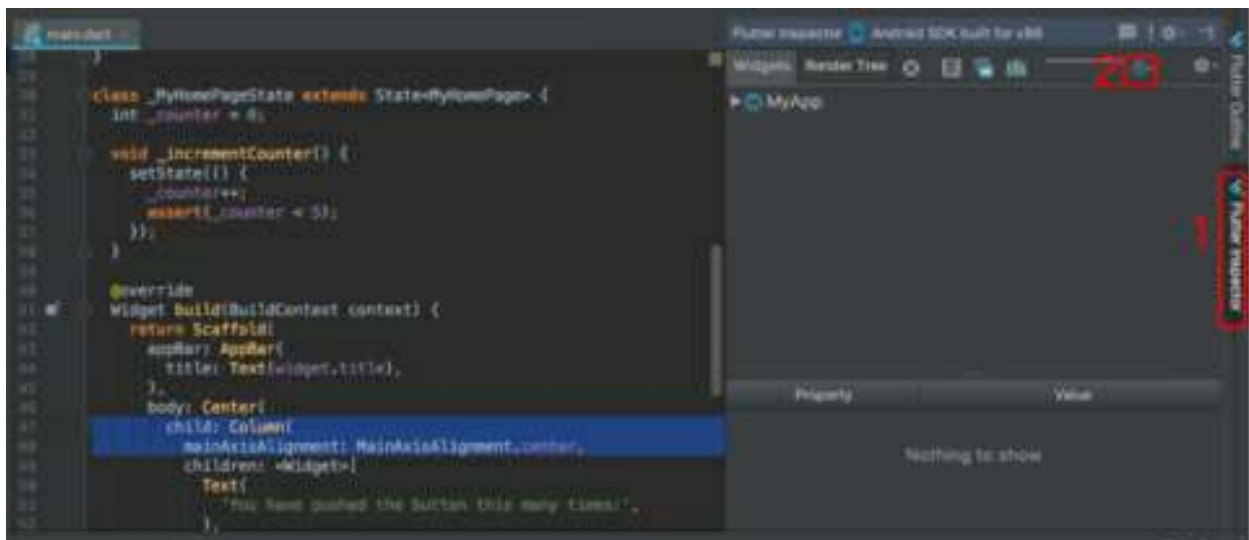 main.dart
}
class _MyHomePageState extends State<MyHomePage> {
int _counter = 0;
void _incrementCounter() {
setState(() {
_counter++;
assert(_counter < 5);
});
}
@override
Widget build(BuildContext context) {
return Scaffold(
appBar: AppBar(
title: Text(widget.title),
),
body: Center(
child: Column(
mainAxisAlignment: MainAxisAlignment.center,
children: <Widget>[
Text(
'You have pushed the button this many times:',
),
Flutter Inspector Android SDK built for x86
Widgets Render Tree
2
MyApp
Property Value
Nothing to show
Flutter Outline
1
Flutter Inspector